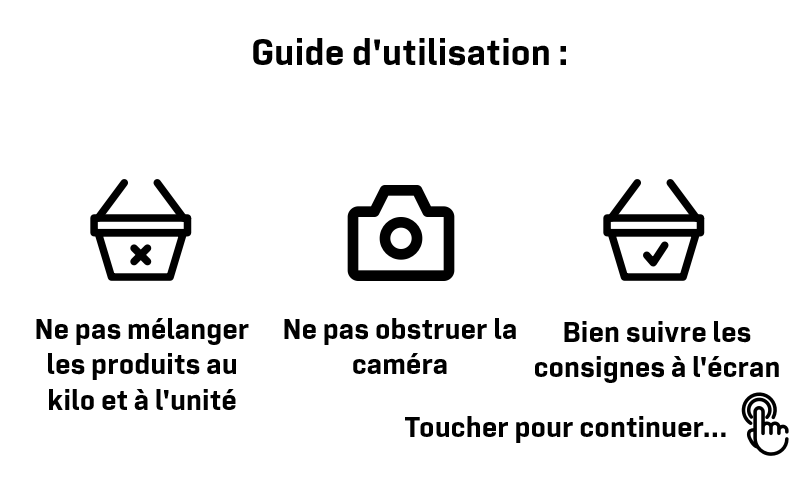 Guide d'utilisation :
Ne pas mélanger
les produits au
kilo et à l'unité
Ne pas obstruer la
caméra
Bien suivre les
consignes à l'écran
Toucher pour continuer...